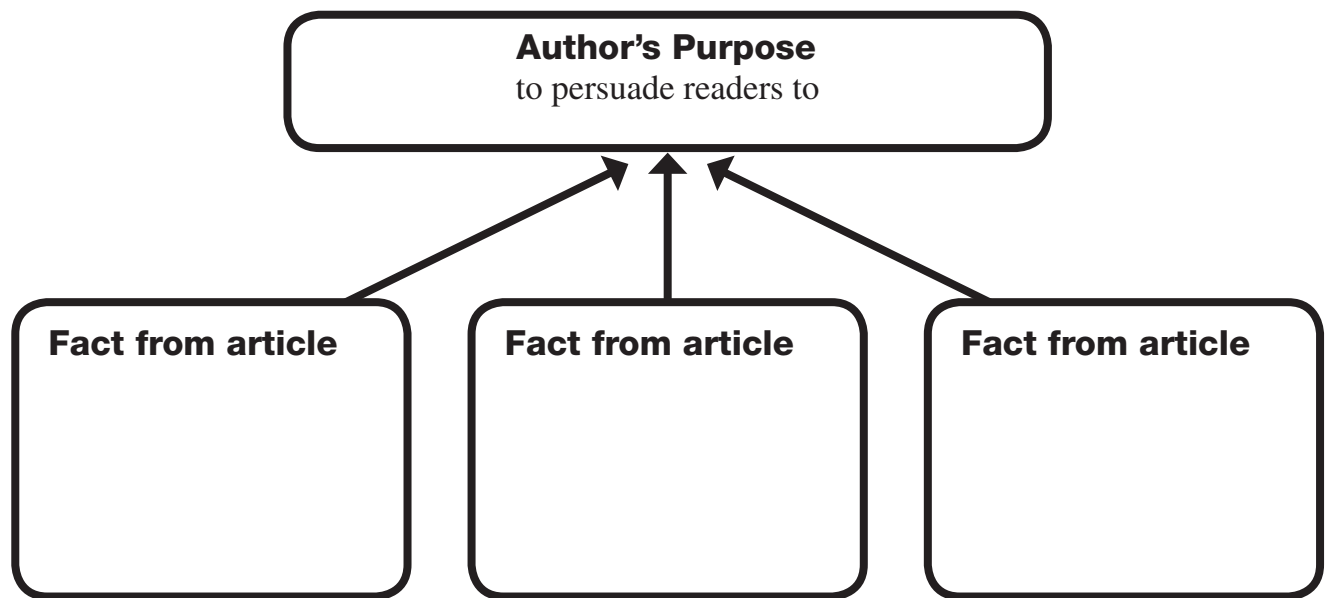 Author’s Purpose
to persuade readers to
Fact from article
Fact from article
Fact from article